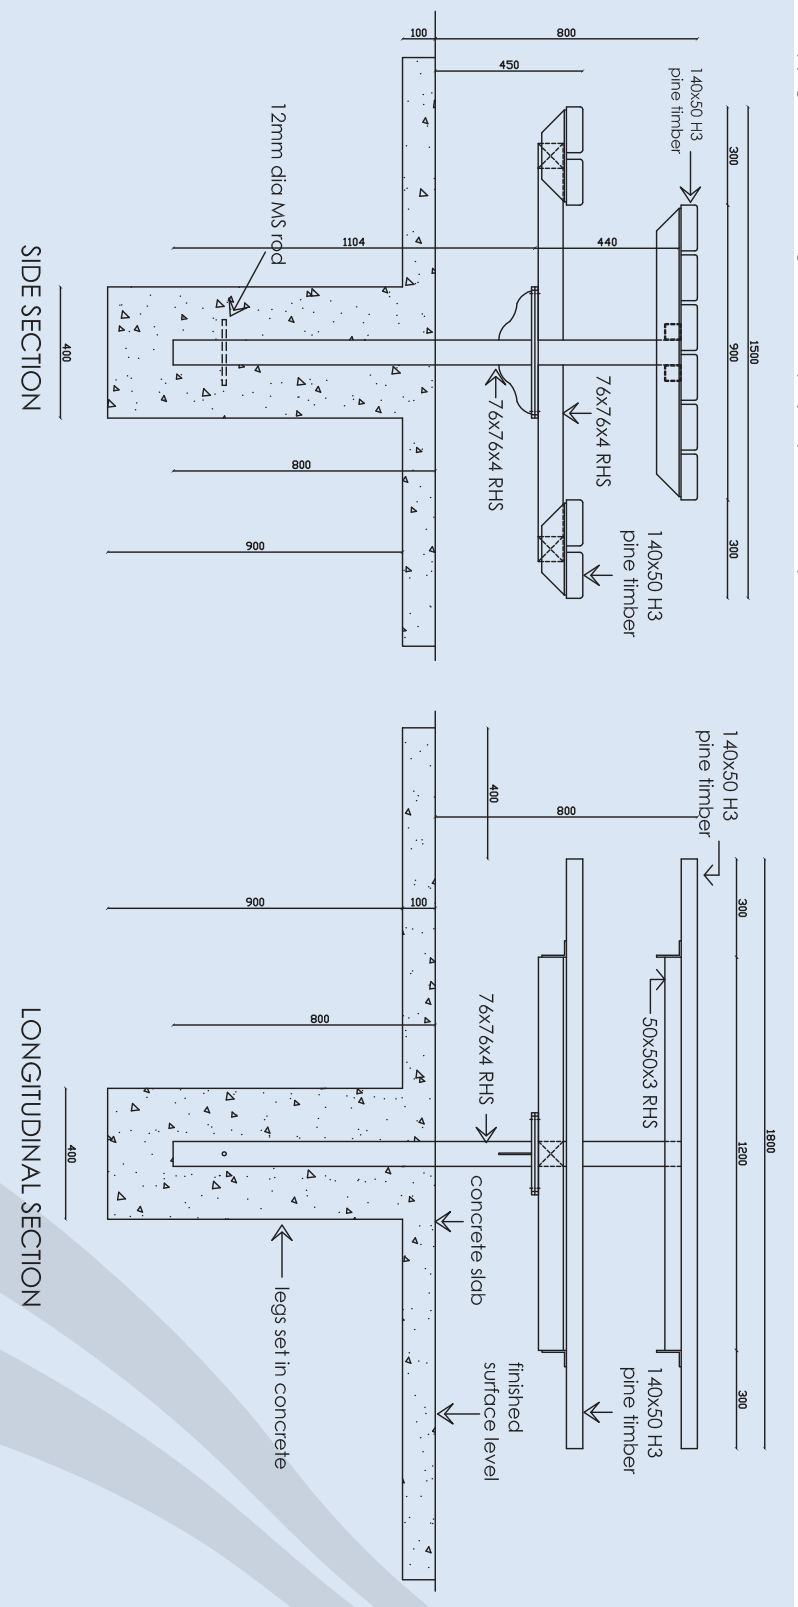 1500
300
900
300
140x50 H3
pine timber
140x50 H3
pine timber
800
450
100
440
1104
76x76x4 RHS
76x76x4 RHS
12mm dia MS rod
800
900
400
SIDE SECTION
1800
300
1200
300
140x50 H3
pine timber
50x50x3 RHS
140x50 H3
pine timber
800
400
76x76x4 RHS
concrete slab
finished
surface level
900
100
800
legs set in concrete
400
LONGITUDINAL SECTION